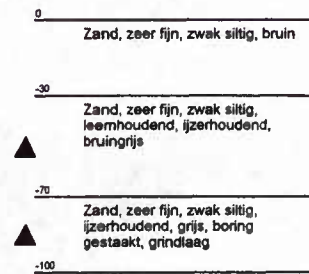 0
Zand, zeer fijn, zwak siltig, bruin
-30
Zand, zeer fijn, zwak siltig,
leemhoudend, ijzerhoudend,
bruingrijs
-70
Zand, zeer fijn, zwak siltig,
ijzerhoudend, grijs, boring
gestaakt, grindlaag
-100